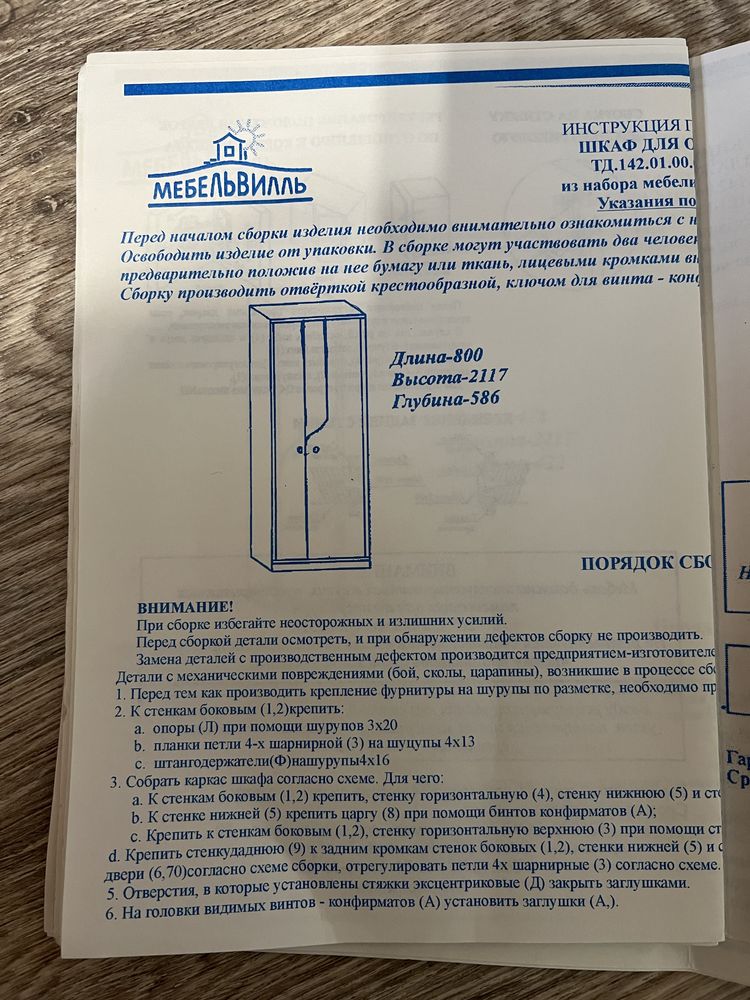 МЕБЕЛЬВИЛЛЬ
ИНСТРУКЦИЯ П
ШКАФ ДЛЯ О
ТД.142.01.00.
из набора мебели
Указания по
Перед началом сборки изделия необходимо внимательно ознакомиться с н
Освободить изделие от упаковки. В сборке могут участвовать два человек
предварительно положив на нее бумагу или ткань, лицевыми кромками вн
Сборку производить отвёрткой крестообразной, ключом для винта - кон
Длина-800
Высота-2117
Глубина-586
ПОРЯДОК СБО
ВНИМАНИЕ!
При сборке избегайте неосторожных и излишних усилий.
Перед сборкой детали осмотреть, и при обнаружении дефектов сборку не производить.
Замена деталей с производственным дефектом производится предприятием-изготовителе
Детали с механическими повреждениями (бой, сколы, царапины), возникшие в процессе сбо
1. Перед тем как производить крепление фурнитуры на шурупы по разметке, необходимо пр
2. К стенкам боковым (1,2)крепить:
a. опоры (Л) при помощи шурупов 3х20
b. планки петли 4-х шарнирной (3) на шуцупы 4х13
c. штангодержатели(Ф)нашурупы4х16
3. Собрать каркас шкафа согласно схеме. Для чего:
a. К стенкам боковым (1,2) крепить, стенку горизонтальную (4), стенку нижнюю (5) и сте
b. К стенке нижней (5) крепить царгу (8) при помощи бинтов конфирматов (А);
c. Крепить к стенкам боковым (1,2), стенку горизонтальную верхнюю (3) при помощи ст
d. Крепить стенкудаднюю (9) к задним кромкам стенок боковых (1,2), стенки нижней (5) и с
двери (6,70)согласно схеме сборки, отрегулировать петли 4х шарнирные (3) согласно схеме.
5. Отверстия, в которые установлены стяжки эксцентриковые (Д) закрыть заглушками.
6. На головки видимых винтов - конфирматов (А) установить заглушки (А,).
Н
Гар
Ср